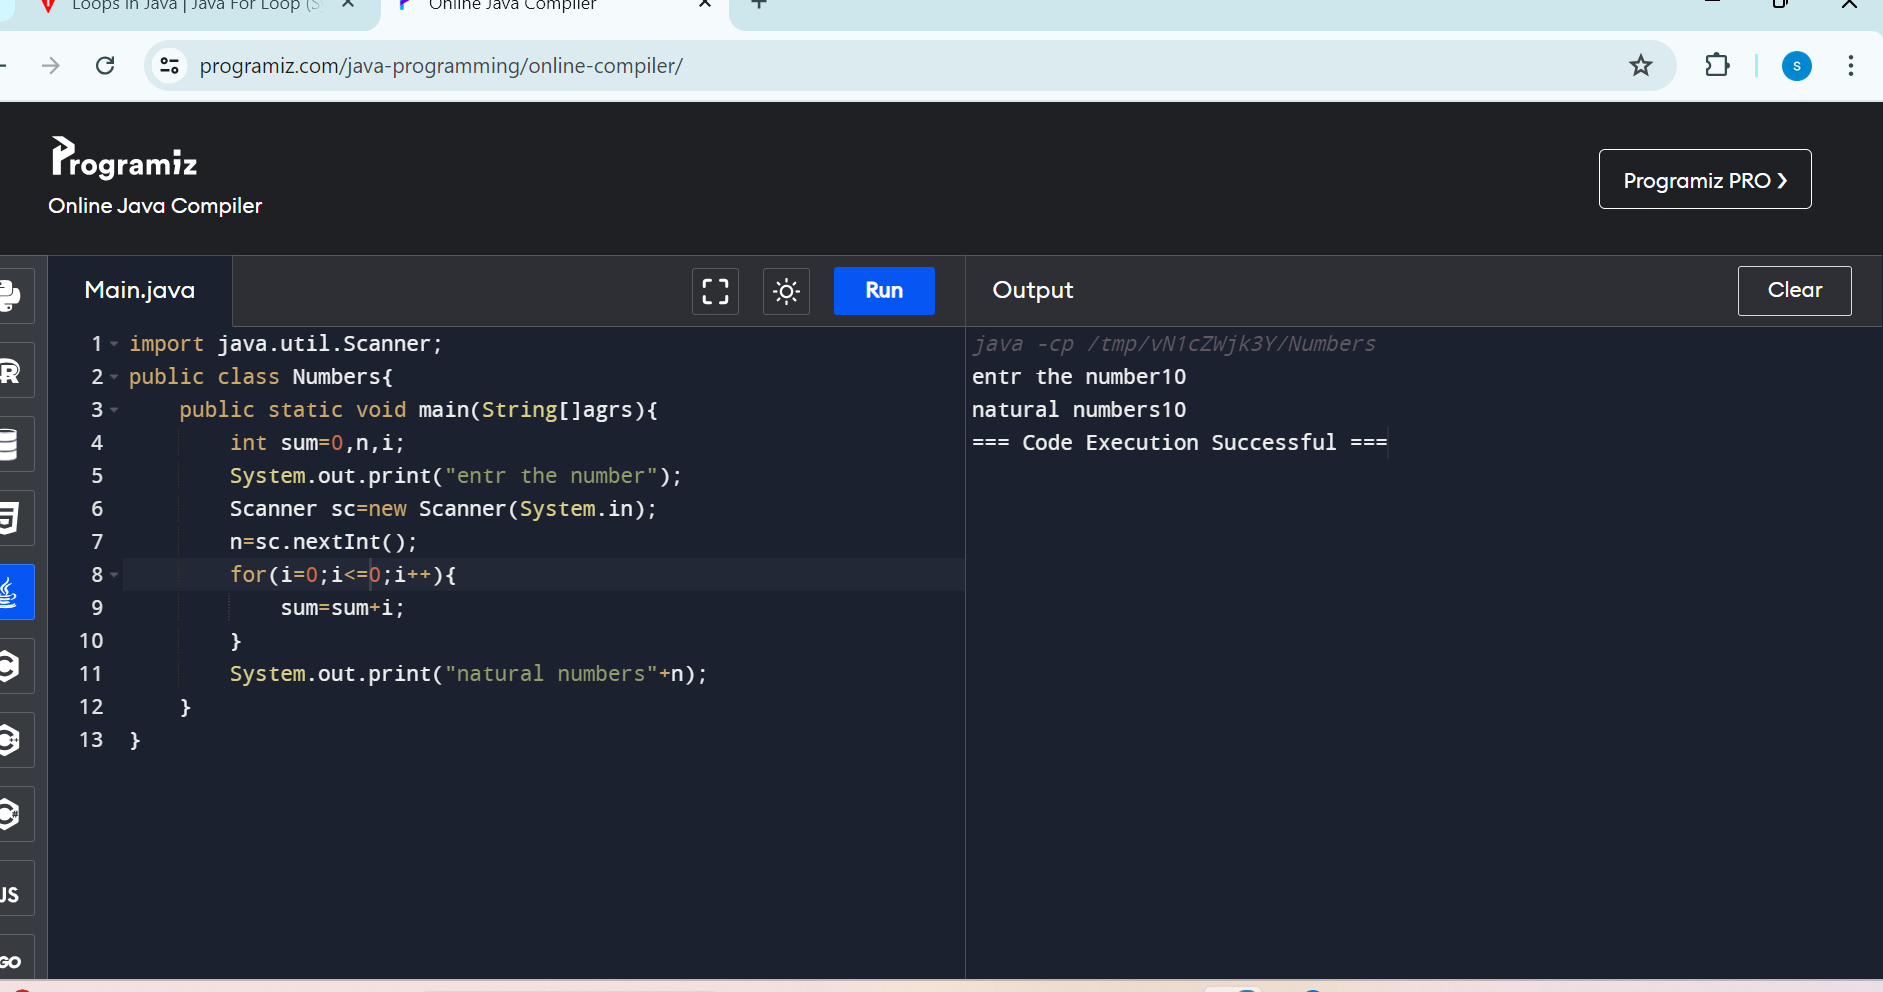 Loops in Java | Java For Loop (S
Online Java Compiler
programiz.com/java-programming/online-compiler/
s
Programiz
Online Java Compiler
Programiz PRO ❯
Main.java
Run
Output
Clear
1 import java.util.Scanner;
2 public class Numbers{
3 public static void main(String[]agrs){
4 int sum=0,n,i;
5 System.out.print("entr the number");
6 Scanner sc=new Scanner(System.in);
7 n=sc.nextInt();
8 for(i=0;i<=0;i++){
9 sum=sum+i;
10 }
11 System.out.print("natural numbers"+n);
12 }
13 }
java -cp /tmp/vN1cZWjk3Y/Numbers
entr the number10
natural numbers10
=== Code Execution Successful ===
R
5
C
C++
C#
JS
GO